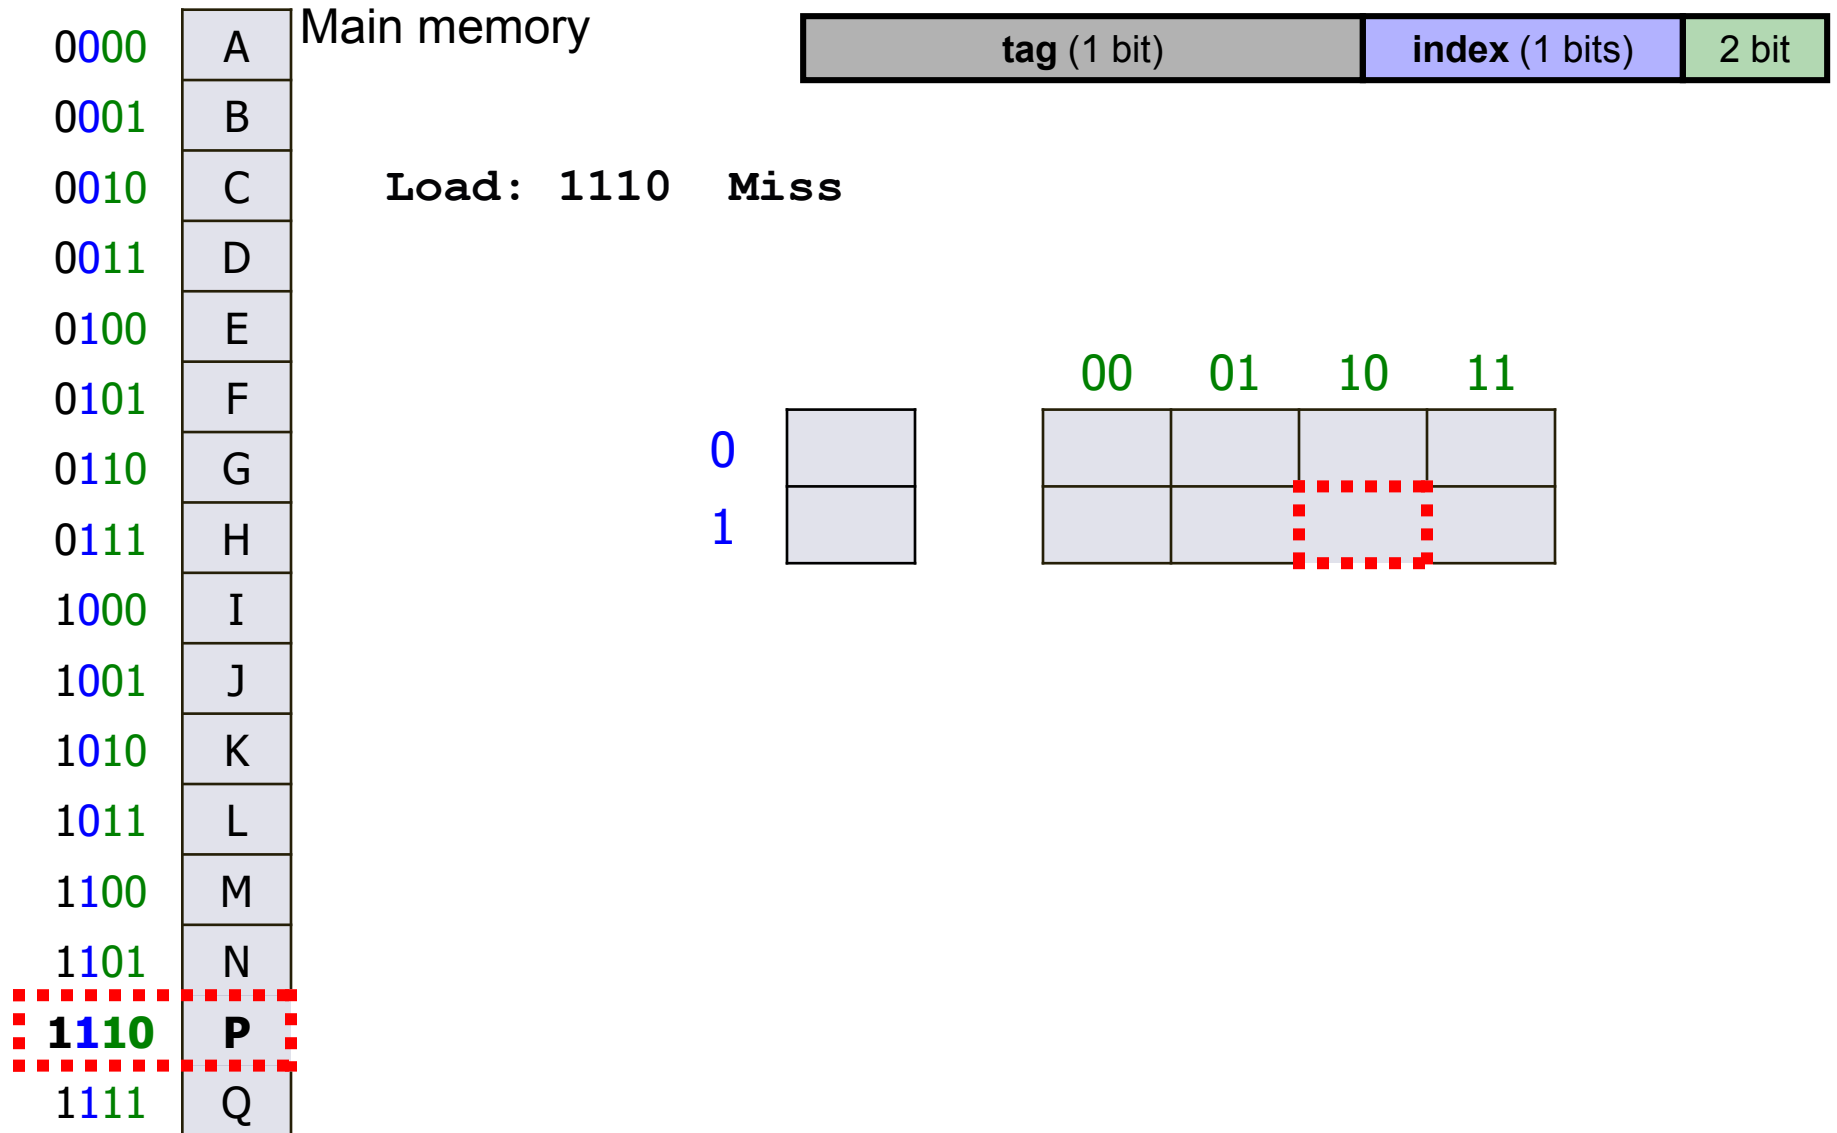 Main memory
tag (1 bit) index (1 bits) 2 bit
0000 A
0001 B
0010 C
Load: 1110 Miss
0011 D
0100 E
0101 F
00 01 10 11
0110 G
0
0111 H
1
1000 I
1001 J
1010 K
1011 L
1100 M
1101 N
1110 P
1111 Q